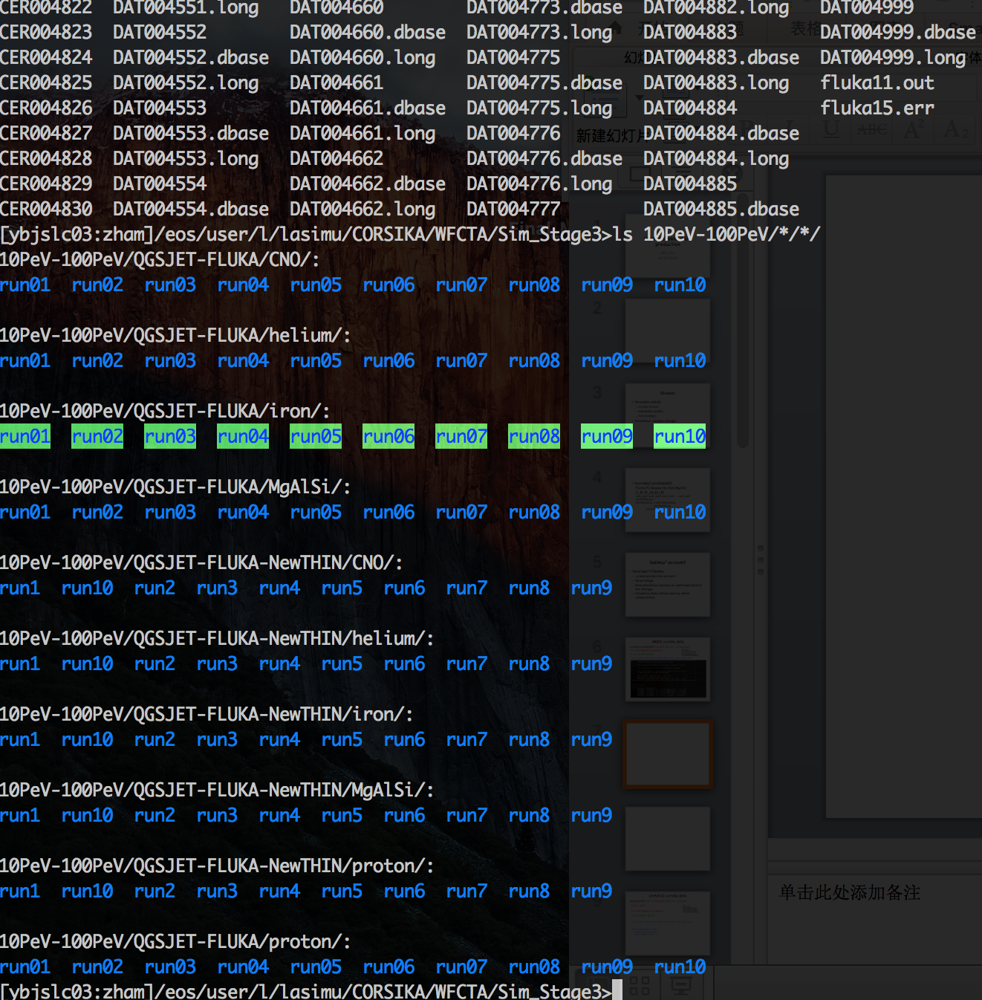 CER004822  DAT004551.long   DAT004660        DAT004773.dbase  DAT004882.long   DAT004999
CER004823  DAT004552        DAT004660.dbase  DAT004773.long   DAT004883        DAT004999.dbase
CER004824  DAT004552.dbase  DAT004660.long   DAT004775        DAT004883.dbase  DAT004999.long
CER004825  DAT004552.long   DAT004661        DAT004775.dbase  DAT004883.long   fluka11.out
CER004826  DAT004553        DAT004661.dbase  DAT004775.long   DAT004884        fluka15.err
CER004827  DAT004553.dbase  DAT004661.long   DAT004776        DAT004884.dbase
CER004828  DAT004553.long   DAT004662        DAT004776.dbase  DAT004884.long
CER004829  DAT004554        DAT004662.dbase  DAT004776.long   DAT004885
CER004830  DAT004554.dbase  DAT004662.long   DAT004777        DAT004885.dbase
[ybjslc03:zham]/eos/user/l/lasimu/CORSIKA/WFCTA/Sim_Stage3>ls 10PeV-100PeV/*/*/
10PeV-100PeV/QGSJET-FLUKA/CNO/:
run01  run02  run03  run04  run05  run06  run07  run08  run09  run10
10PeV-100PeV/QGSJET-FLUKA/helium/:
run01  run02  run03  run04  run05  run06  run07  run08  run09  run10
10PeV-100PeV/QGSJET-FLUKA/iron/:
run01  run02  run03  run04  run05  run06  run07  run08  run09  run10
10PeV-100PeV/QGSJET-FLUKA/MgAlSi/:
run01  run02  run03  run04  run05  run06  run07  run08  run09  run10
10PeV-100PeV/QGSJET-FLUKA-NewTHIN/CNO/:
run1  run10  run2  run3  run4  run5  run6  run7  run8  run9
10PeV-100PeV/QGSJET-FLUKA-NewTHIN/helium/:
run1  run10  run2  run3  run4  run5  run6  run7  run8  run9
10PeV-100PeV/QGSJET-FLUKA-NewTHIN/iron/:
run1  run10  run2  run3  run4  run5  run6  run7  run8  run9
10PeV-100PeV/QGSJET-FLUKA-NewTHIN/MgAlSi/:
run1  run10  run2  run3  run4  run5  run6  run7  run8  run9
10PeV-100PeV/QGSJET-FLUKA-NewTHIN/proton/:
run1  run10  run2  run3  run4  run5  run6  run7  run8  run9
10PeV-100PeV/QGSJET-FLUKA/proton/:
run01  run02  run03  run04  run05  run06  run07  run08  run09  run10
[ybjslc03:zham]/eos/user/l/lasimu/CORSIKA/WFCTA/Sim_Stage3>
表格
新建幻灯片
U ABC A2 A2
production
2
3
4
5
6
单击此处添加备注